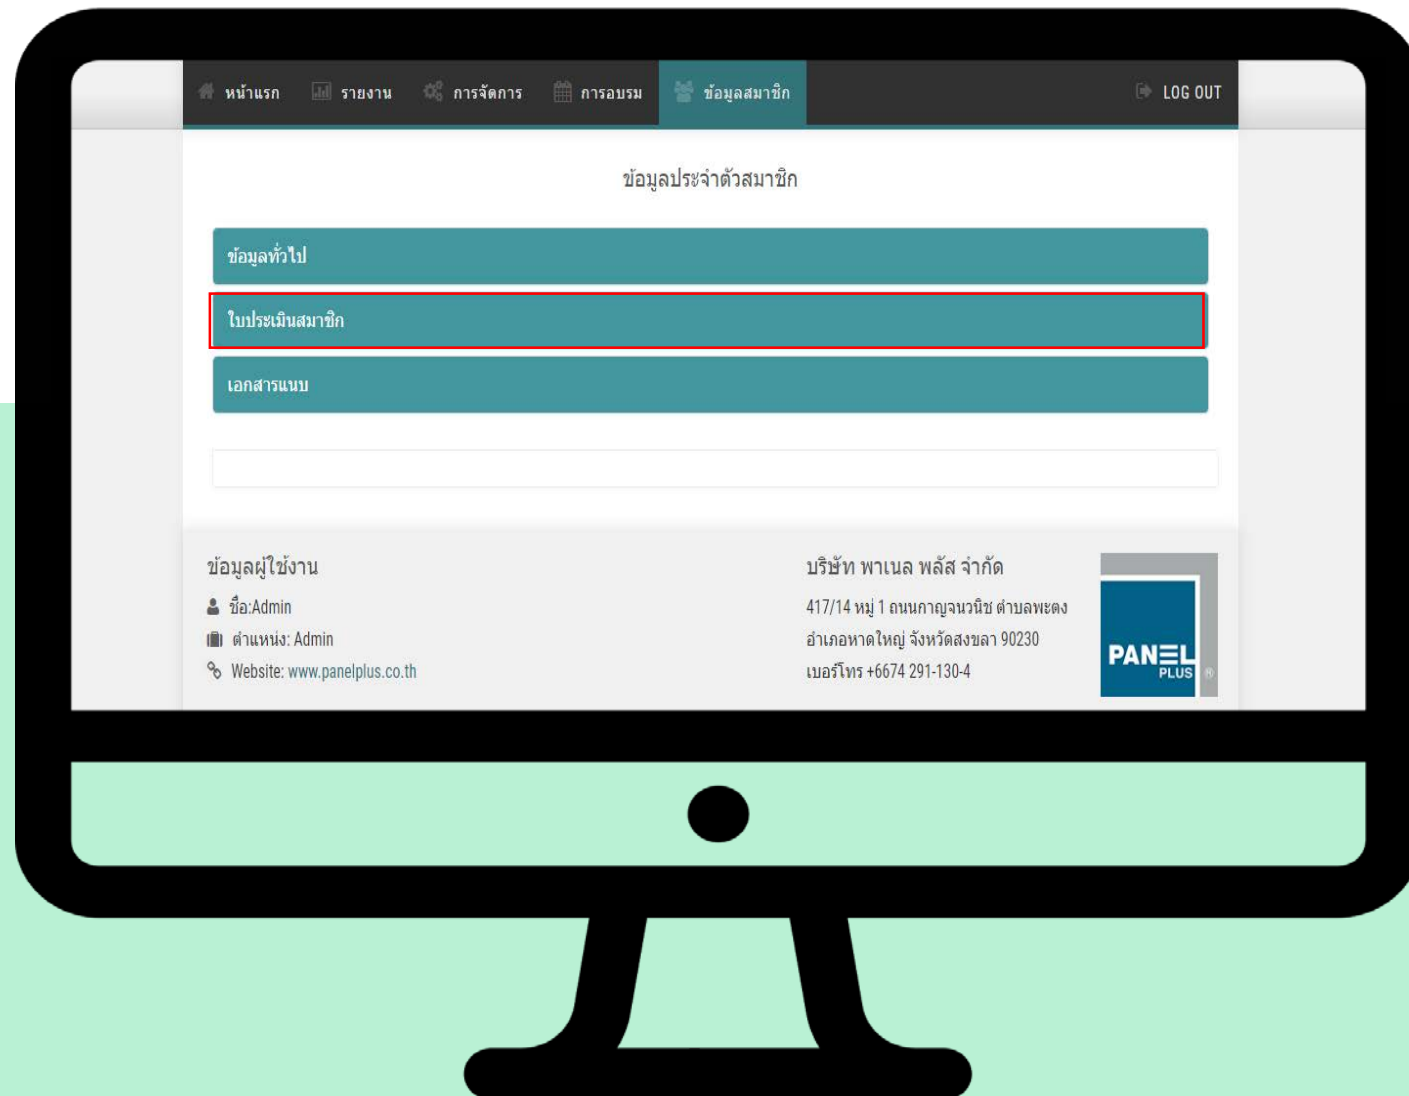 หน้าแรก รายงาน การจัดการ การอบรม ข้อมูลสมาชิก LOG OUT
ข้อมูลประจำตัวสมาชิก
ข้อมูลทั่วไป
ใบประเมินสมาชิก
เอกสารแนบ
ข้อมูลผู้ใช้งาน
ชื่อ:Admin
ตำแหน่ง: Admin
Website: www.panelplus.co.th
บริษัท พาเนล พลัส จำกัด
417/14 หมู่ 1 ถนนกาญจนวนิช ตำบลพะตง
อำเภอหาดใหญ่ จังหวัดสงขลา 90230
เบอร์โทร +6674 291-130-4
PANEL
PLUS ®